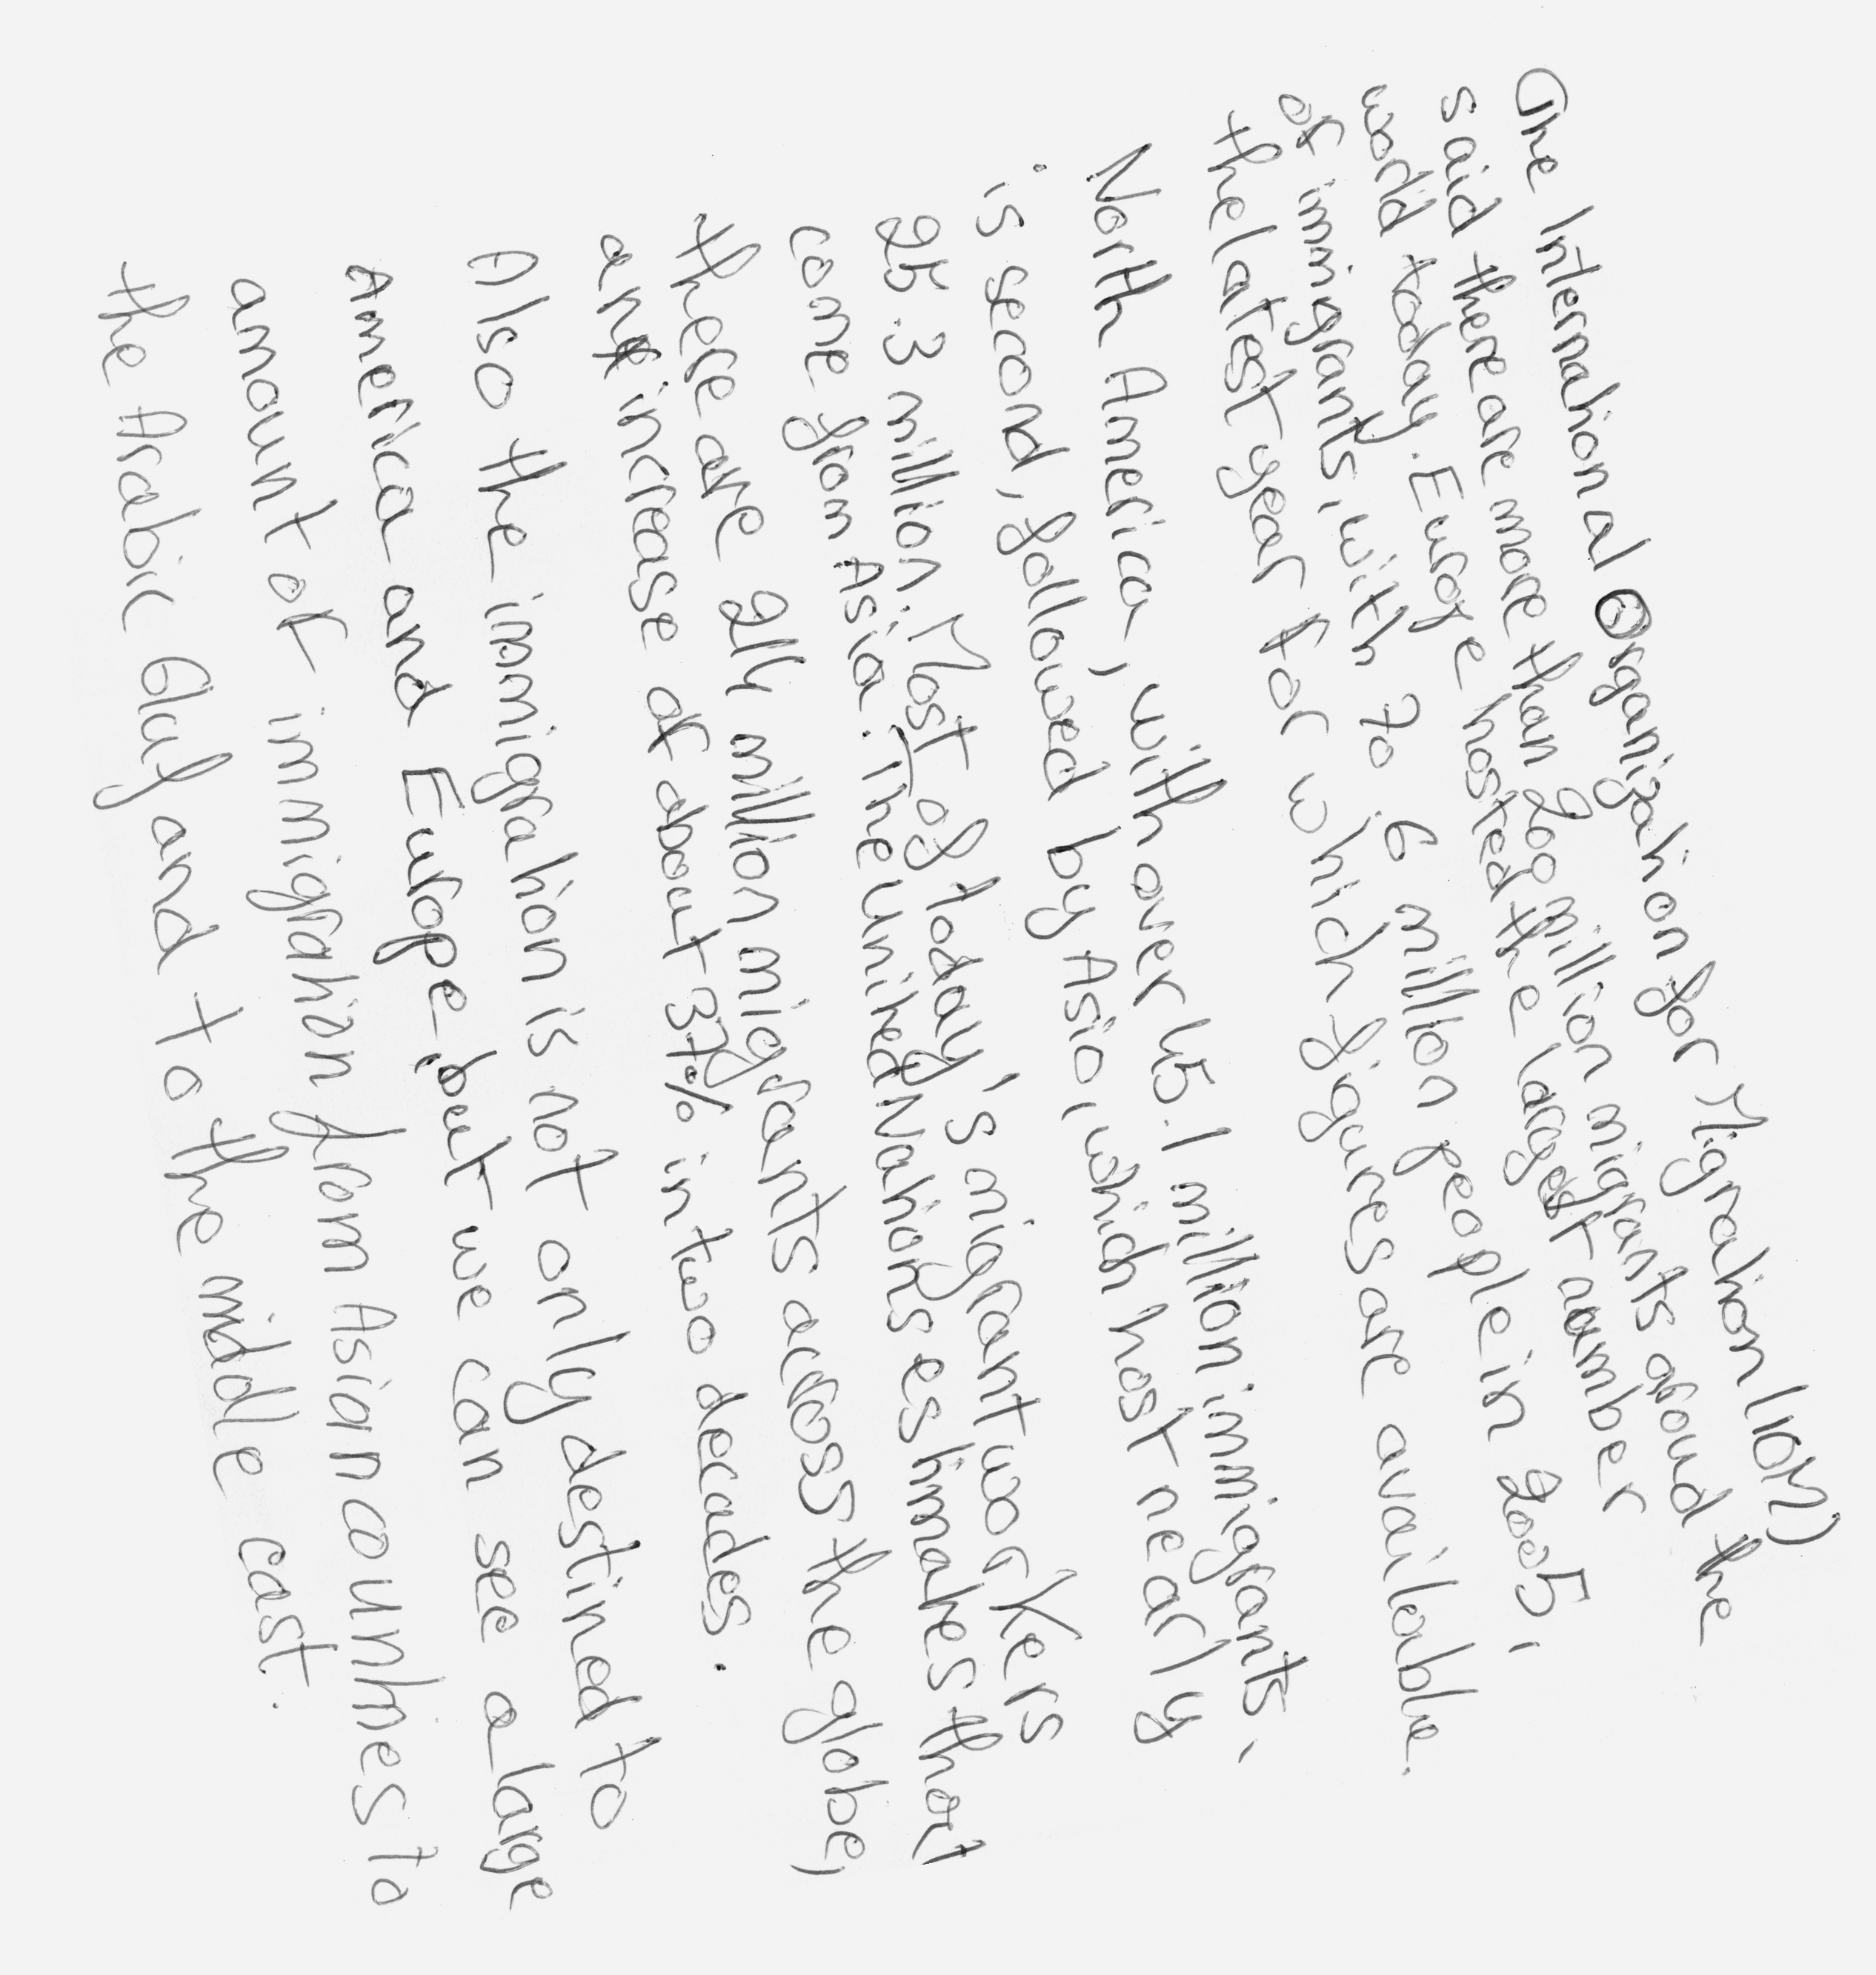 The International Organization for Migration (IOM)
said there are more than 200 million migrants aroud the
world today. Europe hosted the largest number
of immigrants, with 70.6 million people in 2005,
the latest year for which figures are available.
North America, with over 45.1 million immigrants,
is second, followed by Asia, which host nearly
25.3 million. Most of today's migrant workers
come from Asia. The United Nations estimates that
there are 214 million migrants across the globe,
an increase of about 37% in two decades.
Also the immigration is not only destined to
America and Europe, but we can see a large
amount of immigration from Asian countries to
the Arabic Gluf and to the middle east.